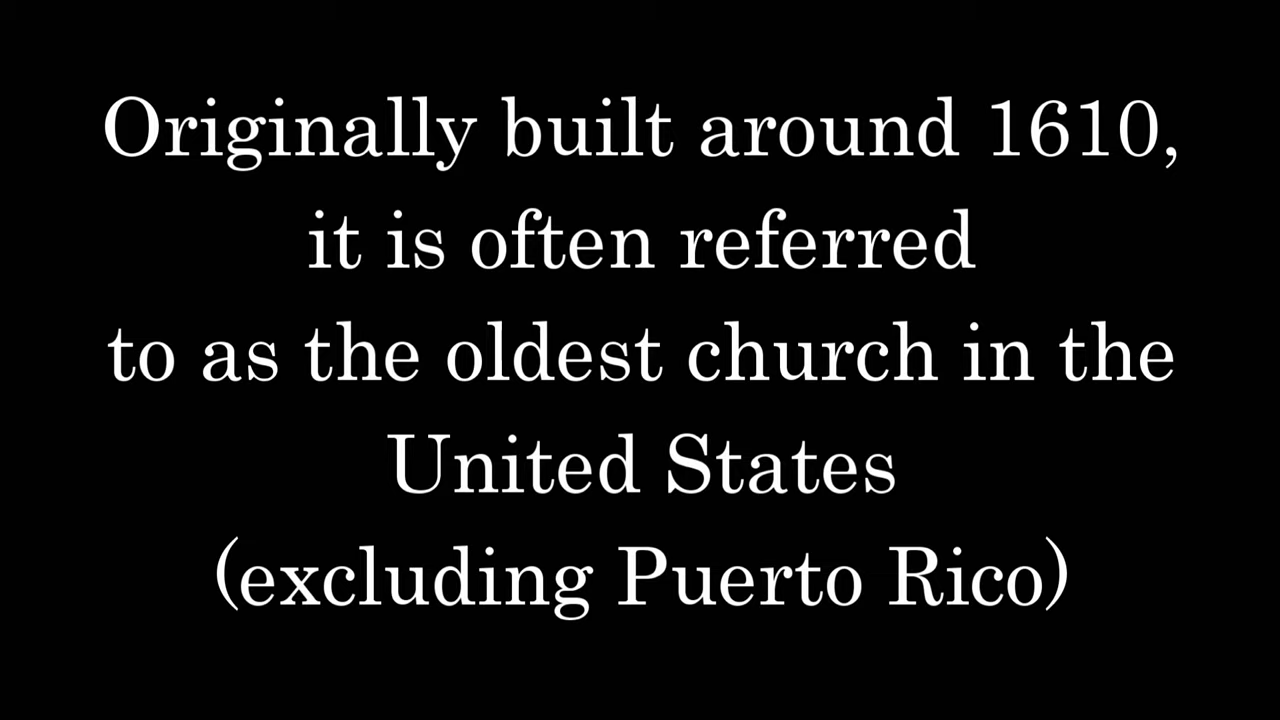 Originally built around 1610,
it is often referred
to as the oldest church in the
United States
(excluding Puerto Rico)